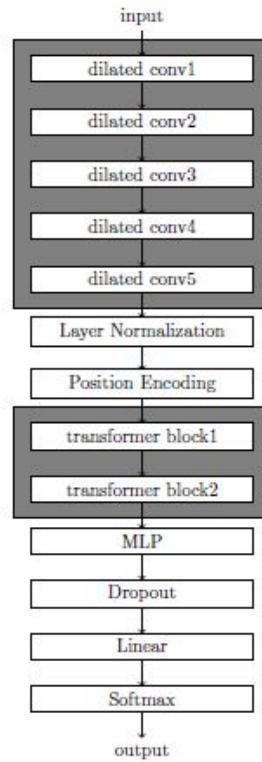 input
dilated conv1
dilated conv2
dilated conv3
dilated conv4
dilated conv5
Layer Normalization
Position Encoding
transformer block1
transformer block2
MLP
Dropout
Linear
Softmax
output